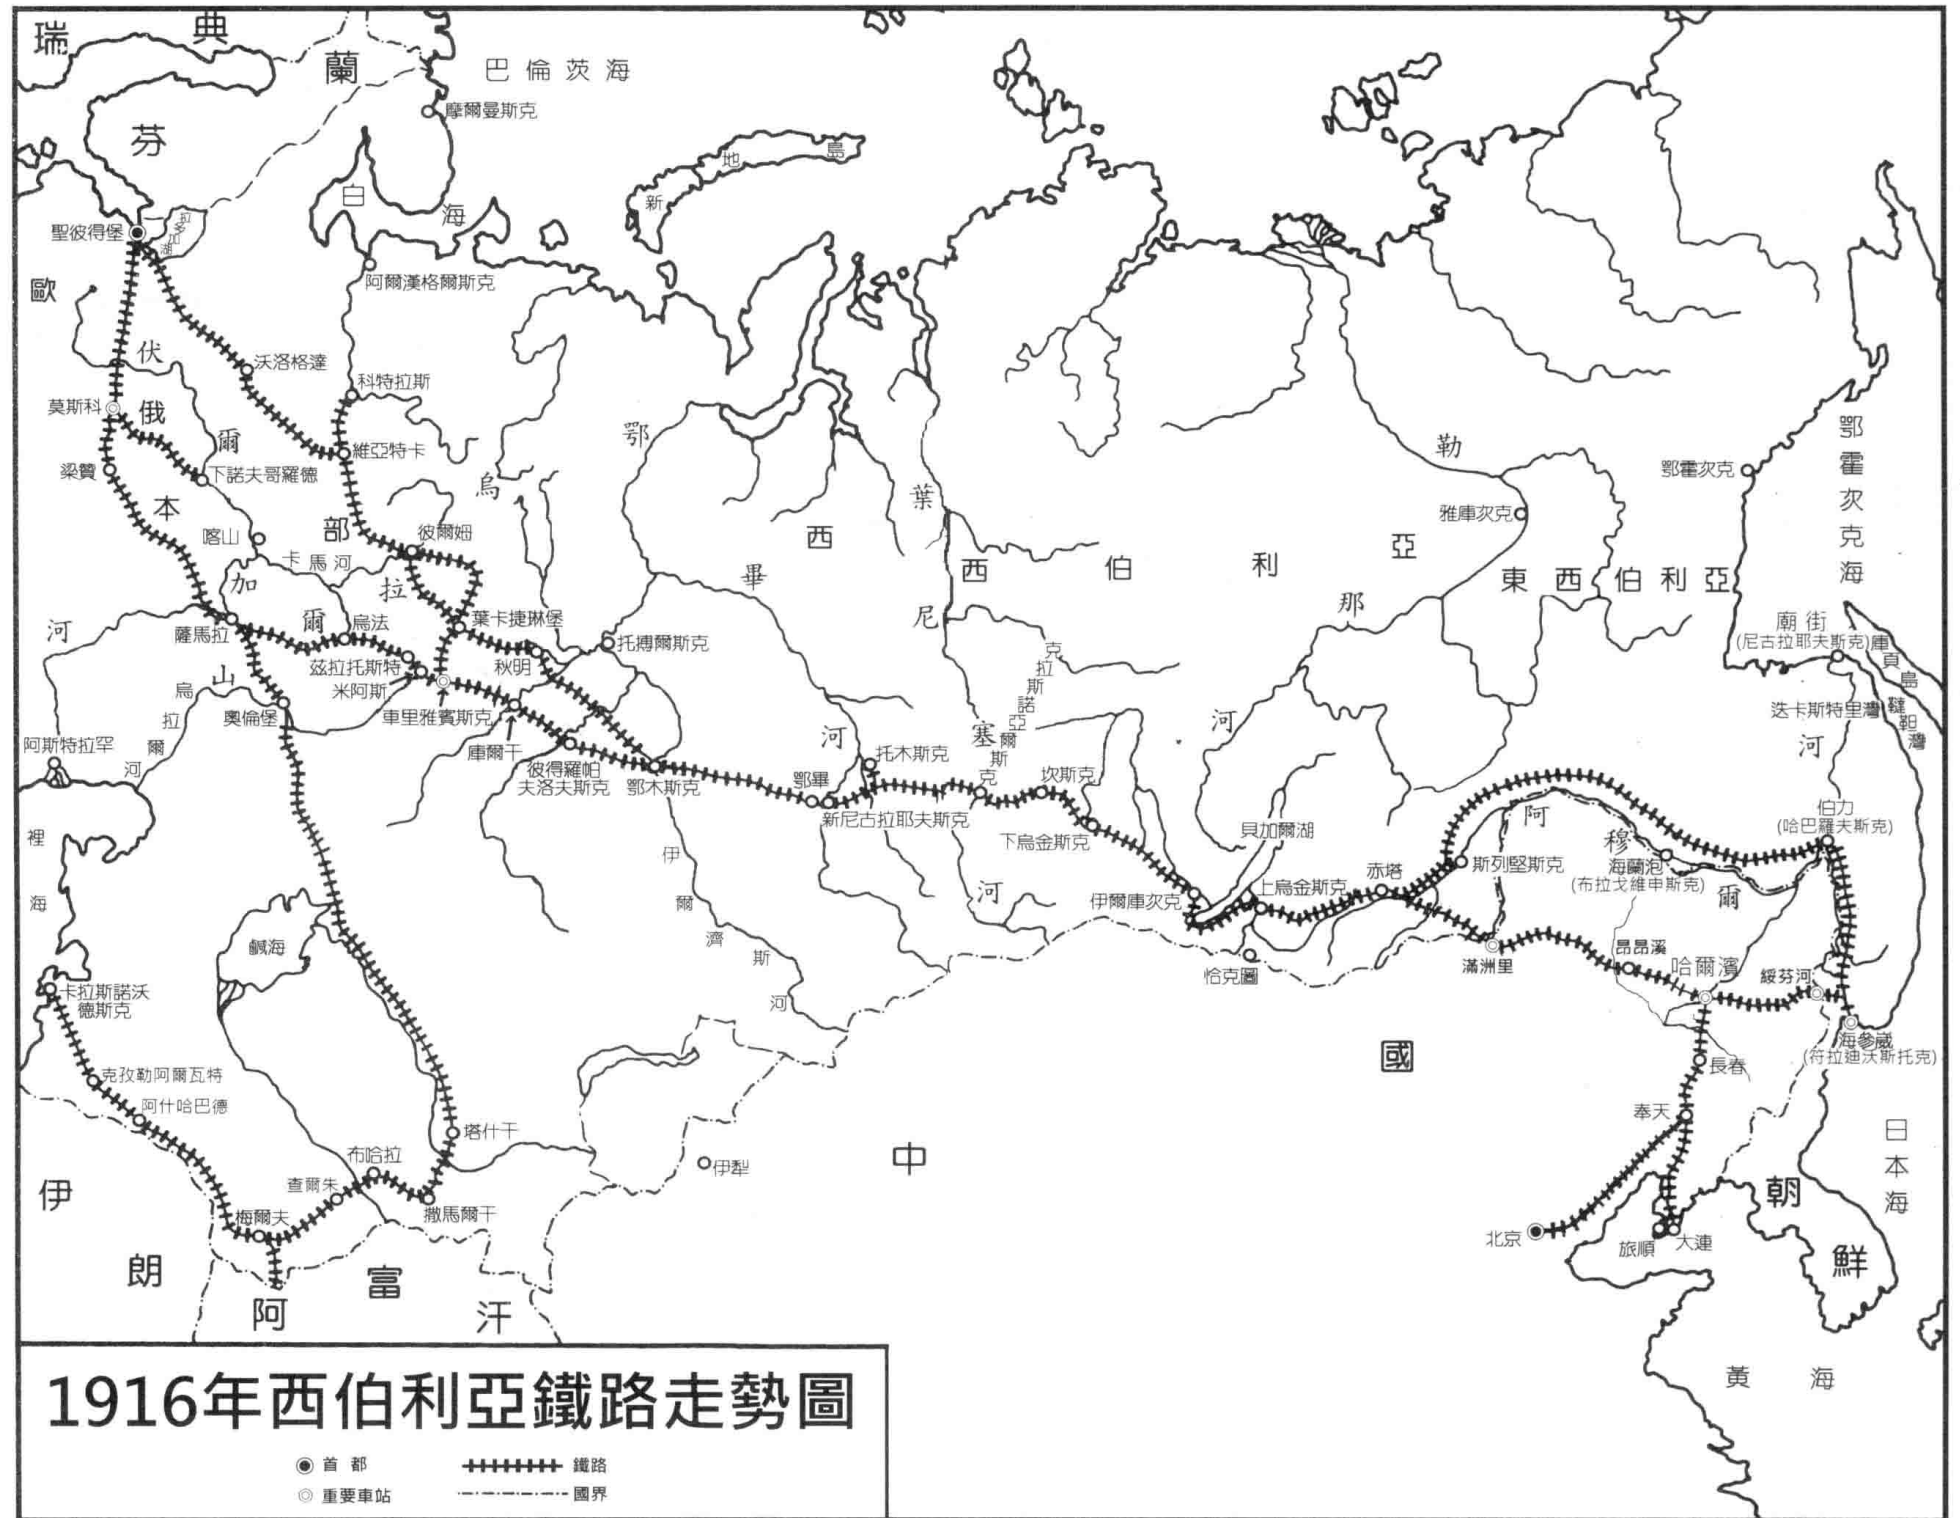 瑞典
芬蘭
巴倫茨海
摩爾曼斯克
白海
新地島
聖彼得堡
拉多加湖
阿爾漢格爾斯克
歐俄本部
伏爾加河
沃洛格達
科特拉斯
莫斯科
維亞特卡
梁贊
下諾夫哥羅德
喀山
卡馬河
彼爾姆
烏拉爾山
薩馬拉
烏法
葉卡捷琳堡
托搏爾斯克
茲拉托斯特
米阿斯
秋明
車里雅賓斯克
庫爾干
奧倫堡
烏拉爾河
阿斯特拉罕
彼得羅帕
夫洛夫斯克
鄂木斯克
鄂畢
新尼古拉耶夫斯克
托木斯克
鄂畢河
葉尼塞河
西西伯利亞
克拉斯諾亞爾斯克
坎斯克
下烏金斯克
伊爾庫次克
貝加爾湖
上烏金斯克
恰克圖
赤塔
斯列堅斯克
勒那河
雅庫次克
東西伯利亞
鄂霍次克
鄂霍次克海
廟街
(尼古拉耶夫斯克)
庫頁島
韃靼灣
迭卡斯特里灣
阿穆爾河
伯力
(哈巴羅夫斯克)
海蘭泡
(布拉戈維申斯克)
滿洲里
昂昂溪
哈爾濱
綏芬河
海參崴
(符拉迪沃斯托克)
長春
奉天
北京
旅順
大連
朝鮮
日本海
黃海
中國
伊犁
伊爾濟斯河
裡海
鹹海
卡拉斯諾沃
德斯克
克孜勒阿爾瓦特
阿什哈巴德
梅爾夫
查爾朱
布哈拉
撒馬爾干
塔什干
伊朗
阿富汗
1916年西伯利亞鐵路走勢圖
首都
鐵路
重要車站
國界